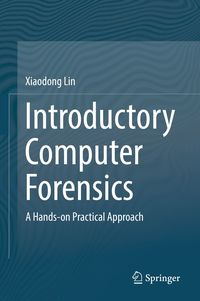 Xiaodong Lin
Introductory
Computer
Forensics
A Hands-on Practical Approach
Springer